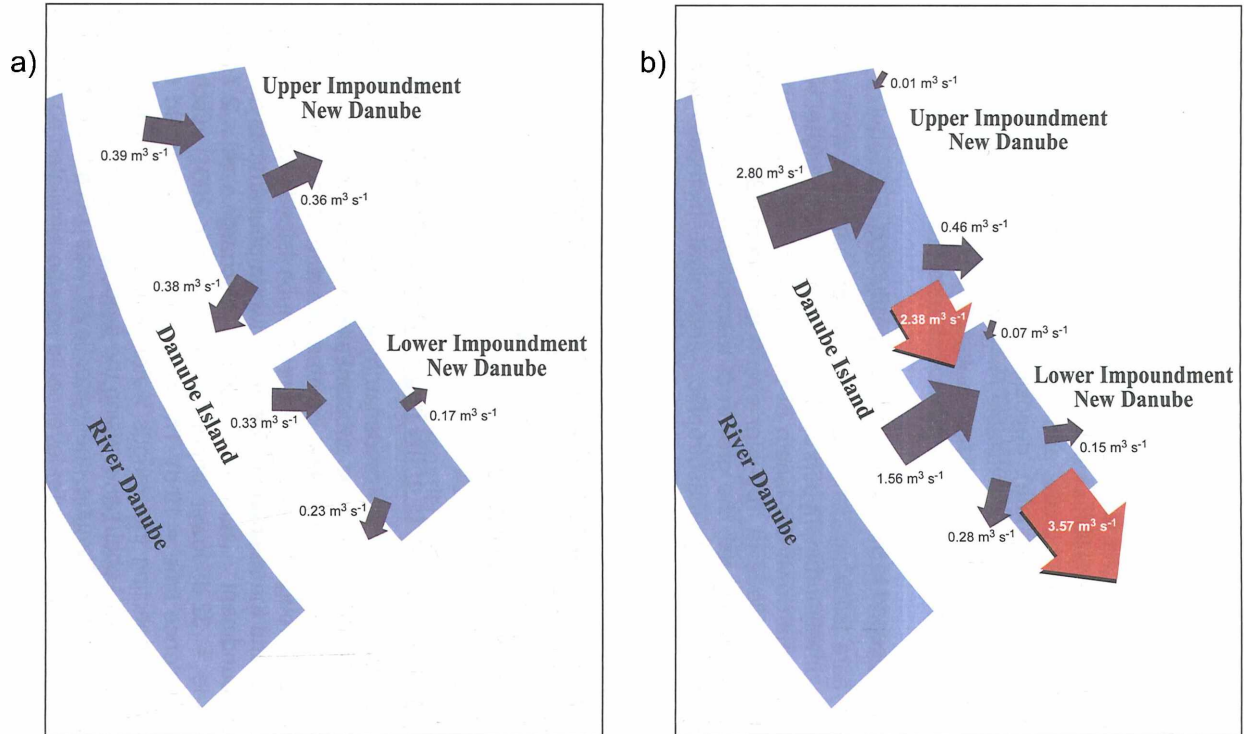 a)
Upper Impoundment
New Danube
0.39 m³ s⁻¹
0.36 m³ s⁻¹
0.38 m³ s⁻¹
Danube Island
Lower Impoundment
New Danube
0.33 m³ s⁻¹
0.17 m³ s⁻¹
River Danube
0.23 m³ s⁻¹
b)
0.01 m³ s⁻¹
Upper Impoundment
New Danube
2.80 m³ s⁻¹
0.46 m³ s⁻¹
Danube Island
2.38 m³ s⁻¹
0.07 m³ s⁻¹
Lower Impoundment
New Danube
0.15 m³ s⁻¹
River Danube
1.56 m³ s⁻¹
0.28 m³ s⁻¹
3.57 m³ s⁻¹